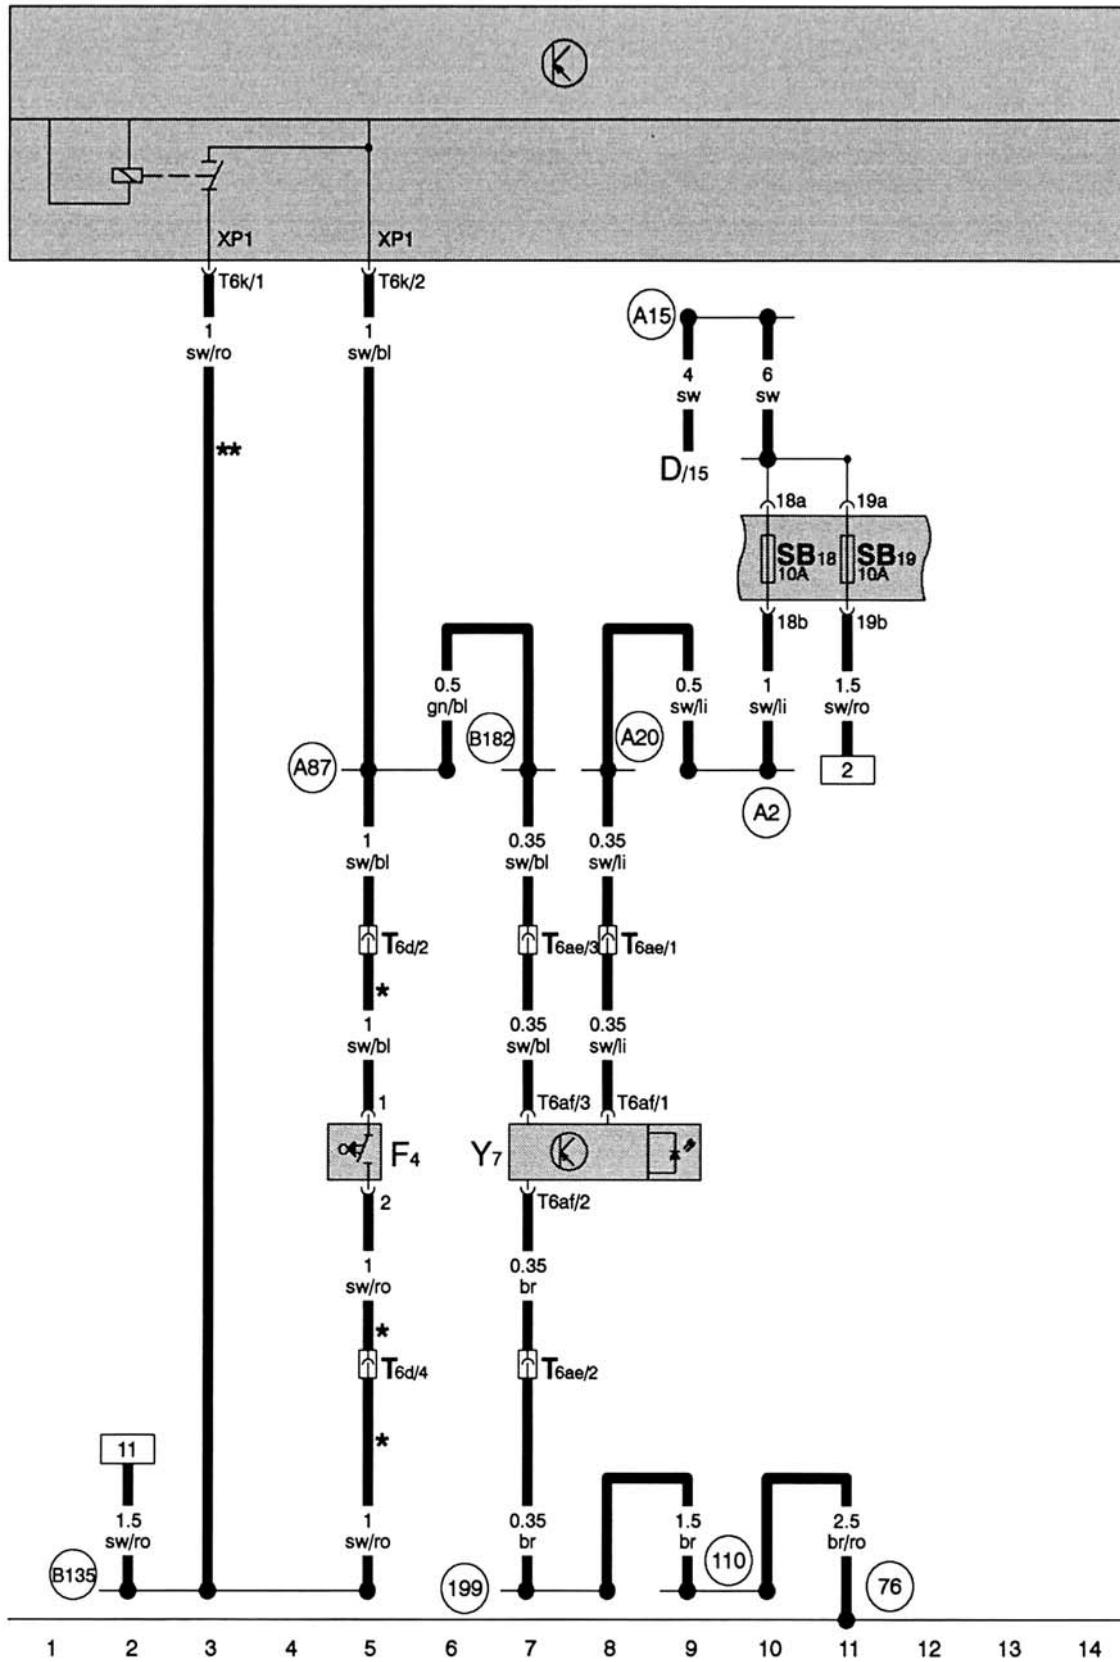 XP1 XP1
T6k/1 T6k/2
1 1
sw/ro sw/bl
A15
4 6
sw sw
**
D/15
18a 19a
SB18 SB19
10A 10A
18b 19b
0.5 0.5 1 1.5
gn/bl sw/li sw/li sw/ro
B182 A20
A87 2
A2
1 0.35 0.35
sw/bl sw/bl sw/li
T6d/2 T6ae/3 T6ae/1
*
1 0.35 0.35
sw/bl sw/bl sw/li
1 T6af/3 T6af/1
F4 Y7
2 T6af/2
1 0.35
sw/ro br
*
T6d/4 T6ae/2
*
11
1.5 1 0.35 1.5 2.5
sw/ro sw/ro br br br/ro
B135 199 110 76
1 2 3 4 5 6 7 8 9 10 11 12 13 14